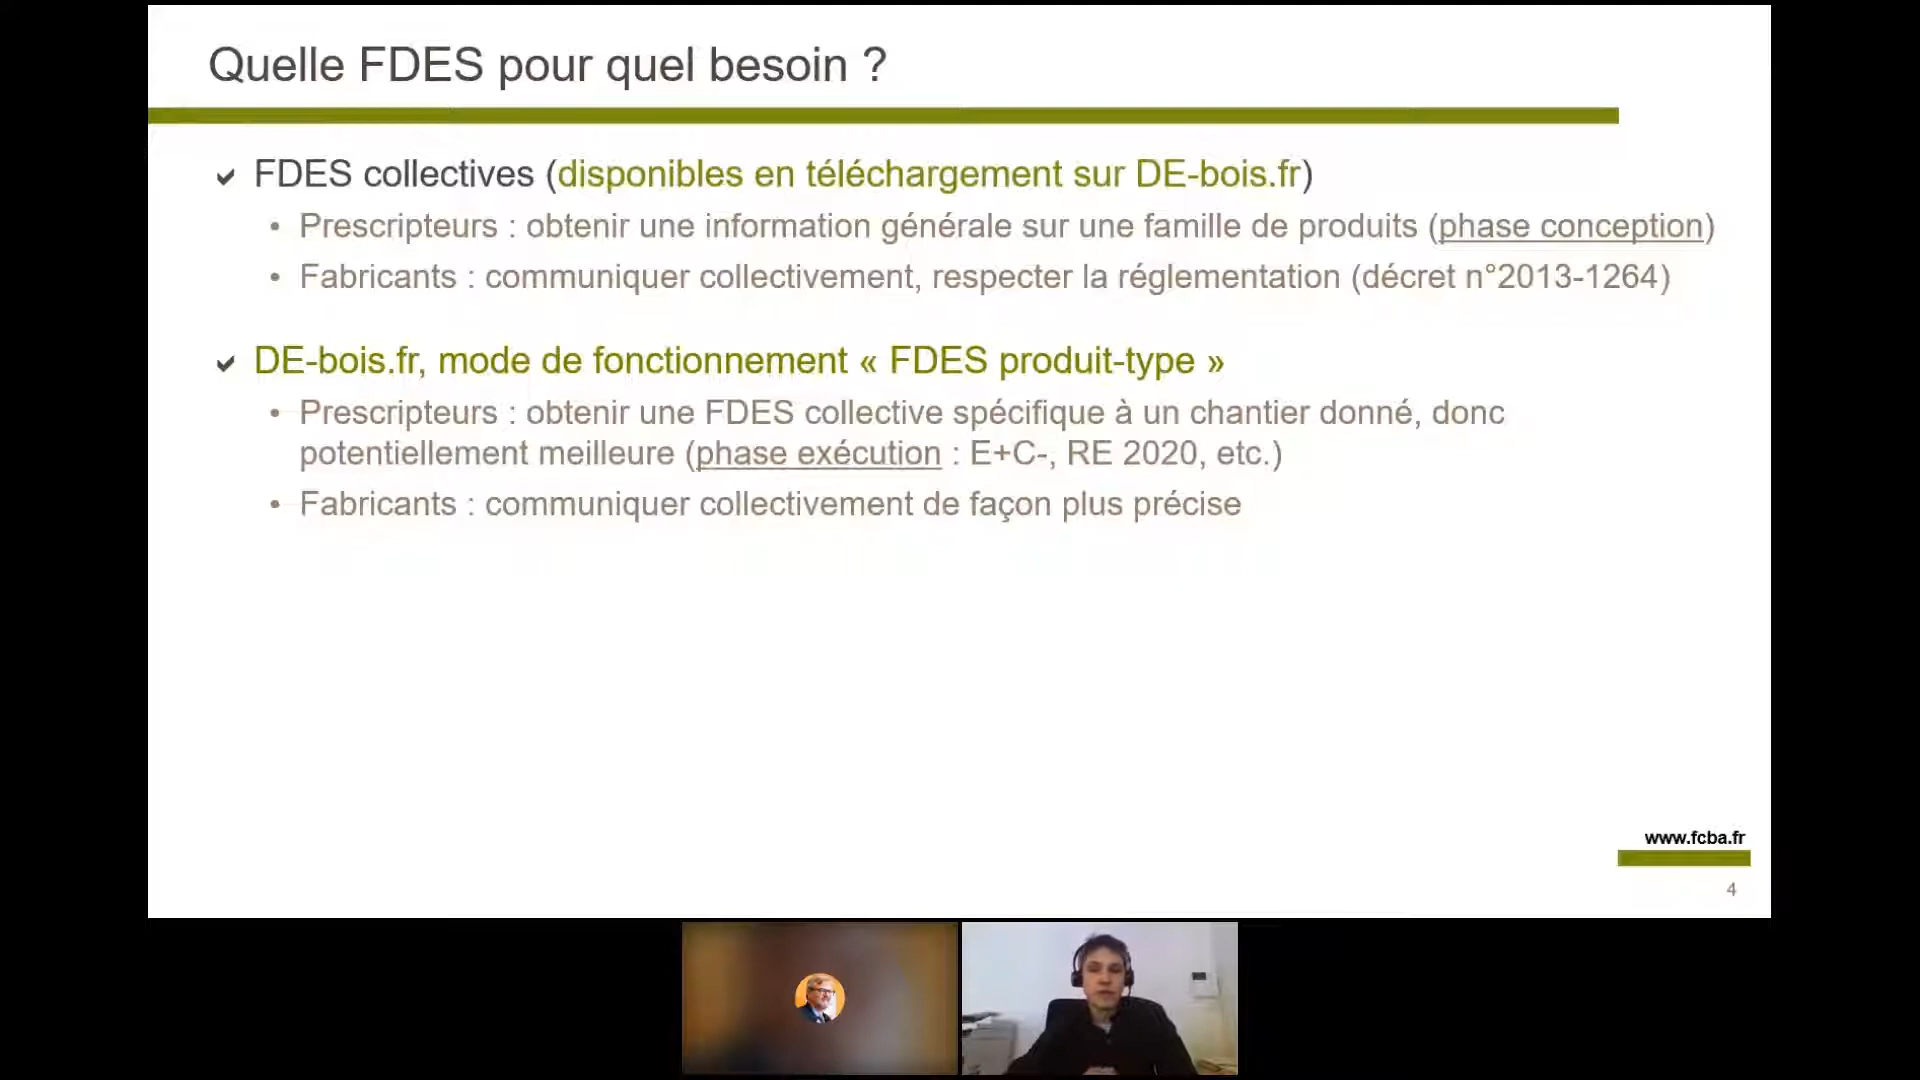 Quelle FDES pour quel besoin ?
FDES collectives (disponibles en téléchargement sur DE-bois.fr)
• Prescripteurs : obtenir une information générale sur une famille de produits (phase conception)
• Fabricants : communiquer collectivement, respecter la réglementation (décret n°2013-1264)
DE-bois.fr, mode de fonctionnement « FDES produit-type »
• Prescripteurs : obtenir une FDES collective spécifique à un chantier donné, donc
potentiellement meilleure (phase exécution : E+C-, RE 2020, etc.)
• Fabricants : communiquer collectivement de façon plus précise
www.fcba.fr
4